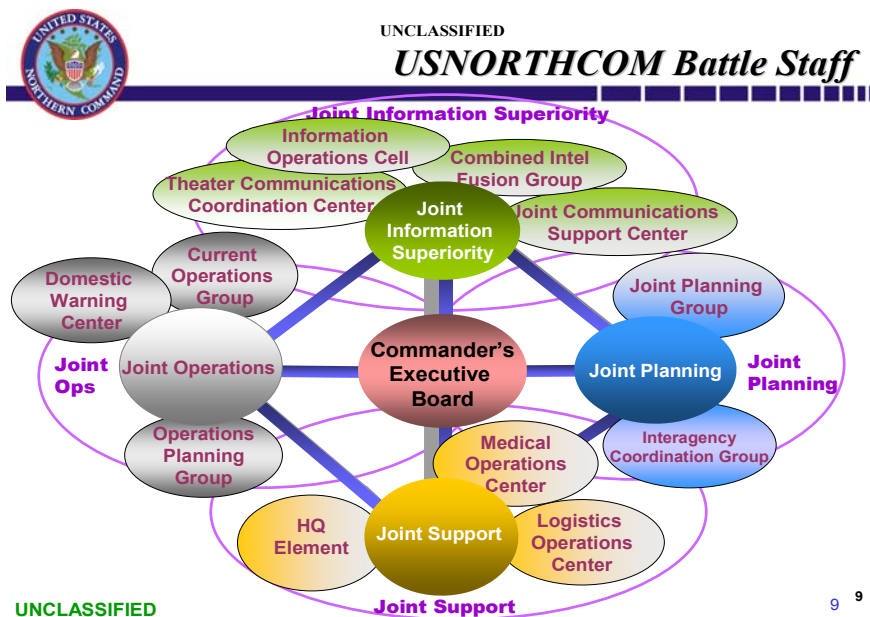 UNITED STATES
NORTHERN COMMAND
UNCLASSIFIED
USNORTHCOM Battle Staff
Joint Information Superiority
Information
Operations Cell
Combined Intel
Fusion Group
Theater Communications
Coordination Center
Joint
Information
Superiority
Joint Communications
Support Center
Current
Operations
Group
Domestic
Warning
Center
Joint Planning
Group
Joint
Ops
Joint Operations
Commander's
Executive
Board
Joint Planning
Joint
Planning
Operations
Planning
Group
Medical
Operations
Center
Interagency
Coordination Group
HQ
Element
Joint Support
Logistics
Operations
Center
Joint Support
UNCLASSIFIED
9
9